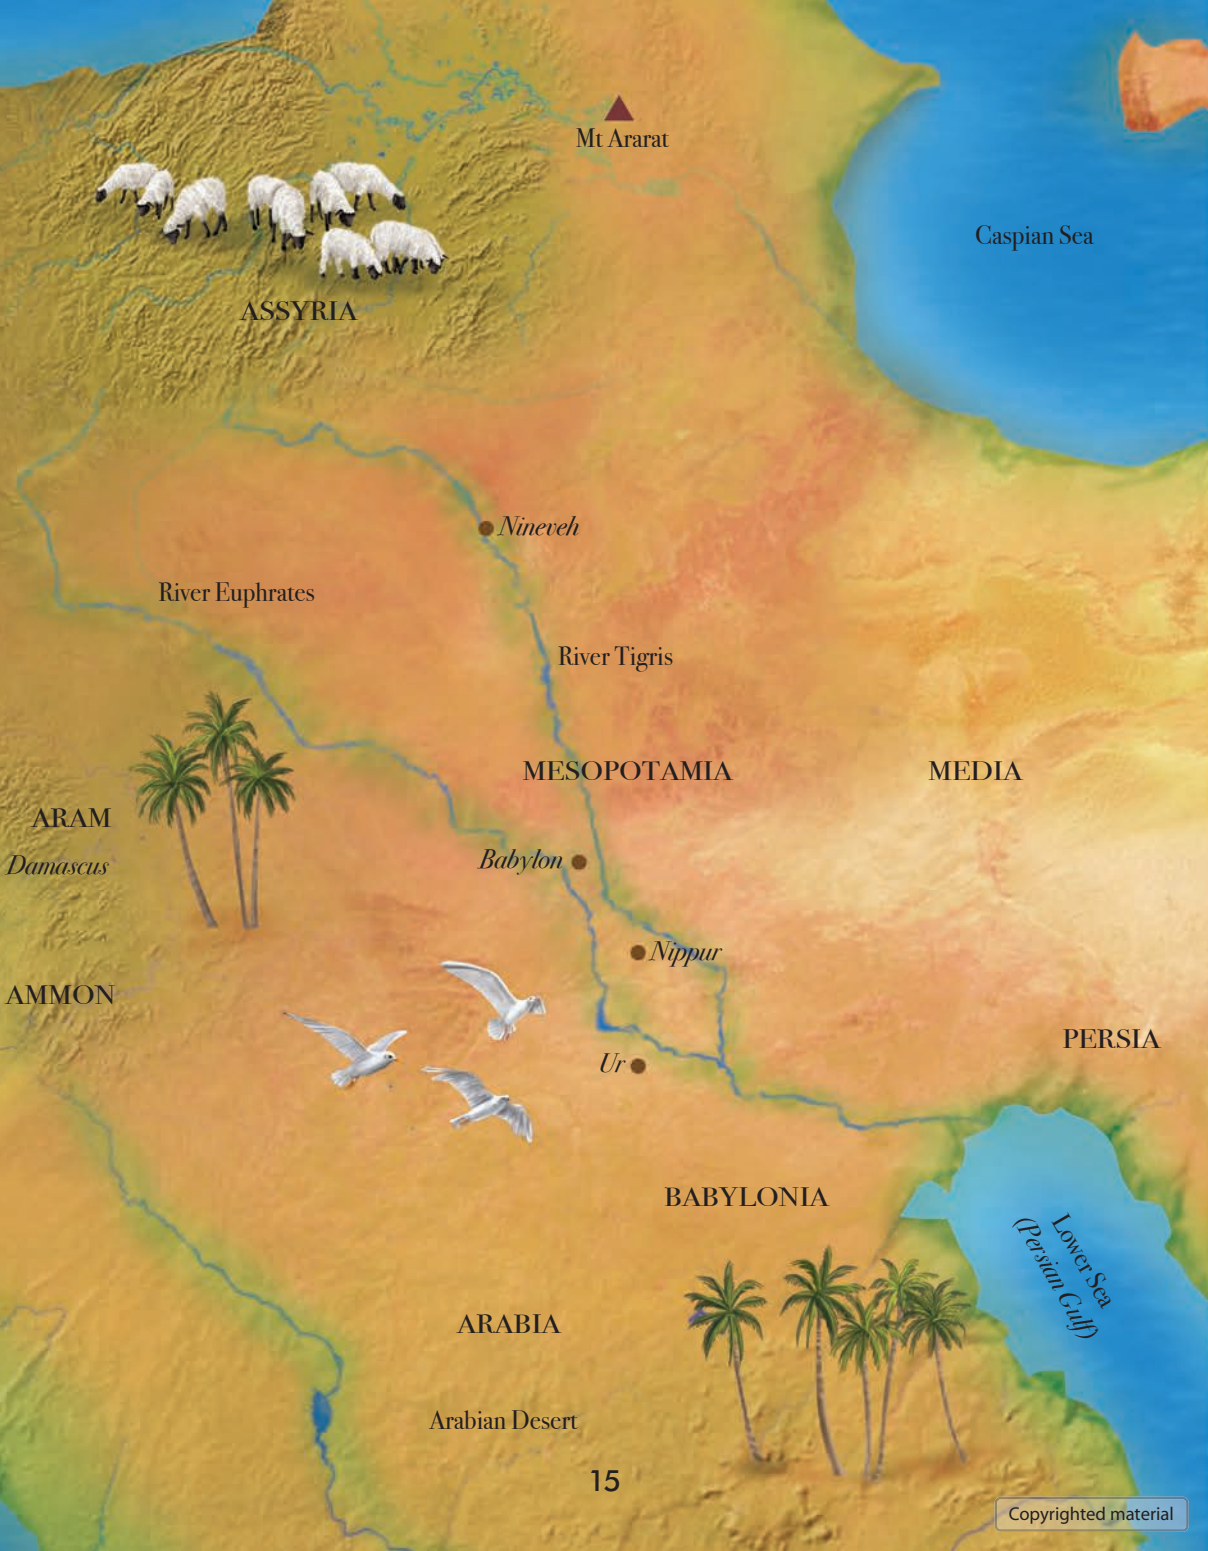 Mt Ararat
Caspian Sea
ASSYRIA
Nineveh
River Euphrates
River Tigris
MESOPOTAMIA
MEDIA
ARAM
Damascus
Babylon
Nippur
AMMON
PERSIA
Ur
BABYLONIA
Lower Sea
(Persian Gulf)
ARABIA
Arabian Desert
15
Copyrighted material